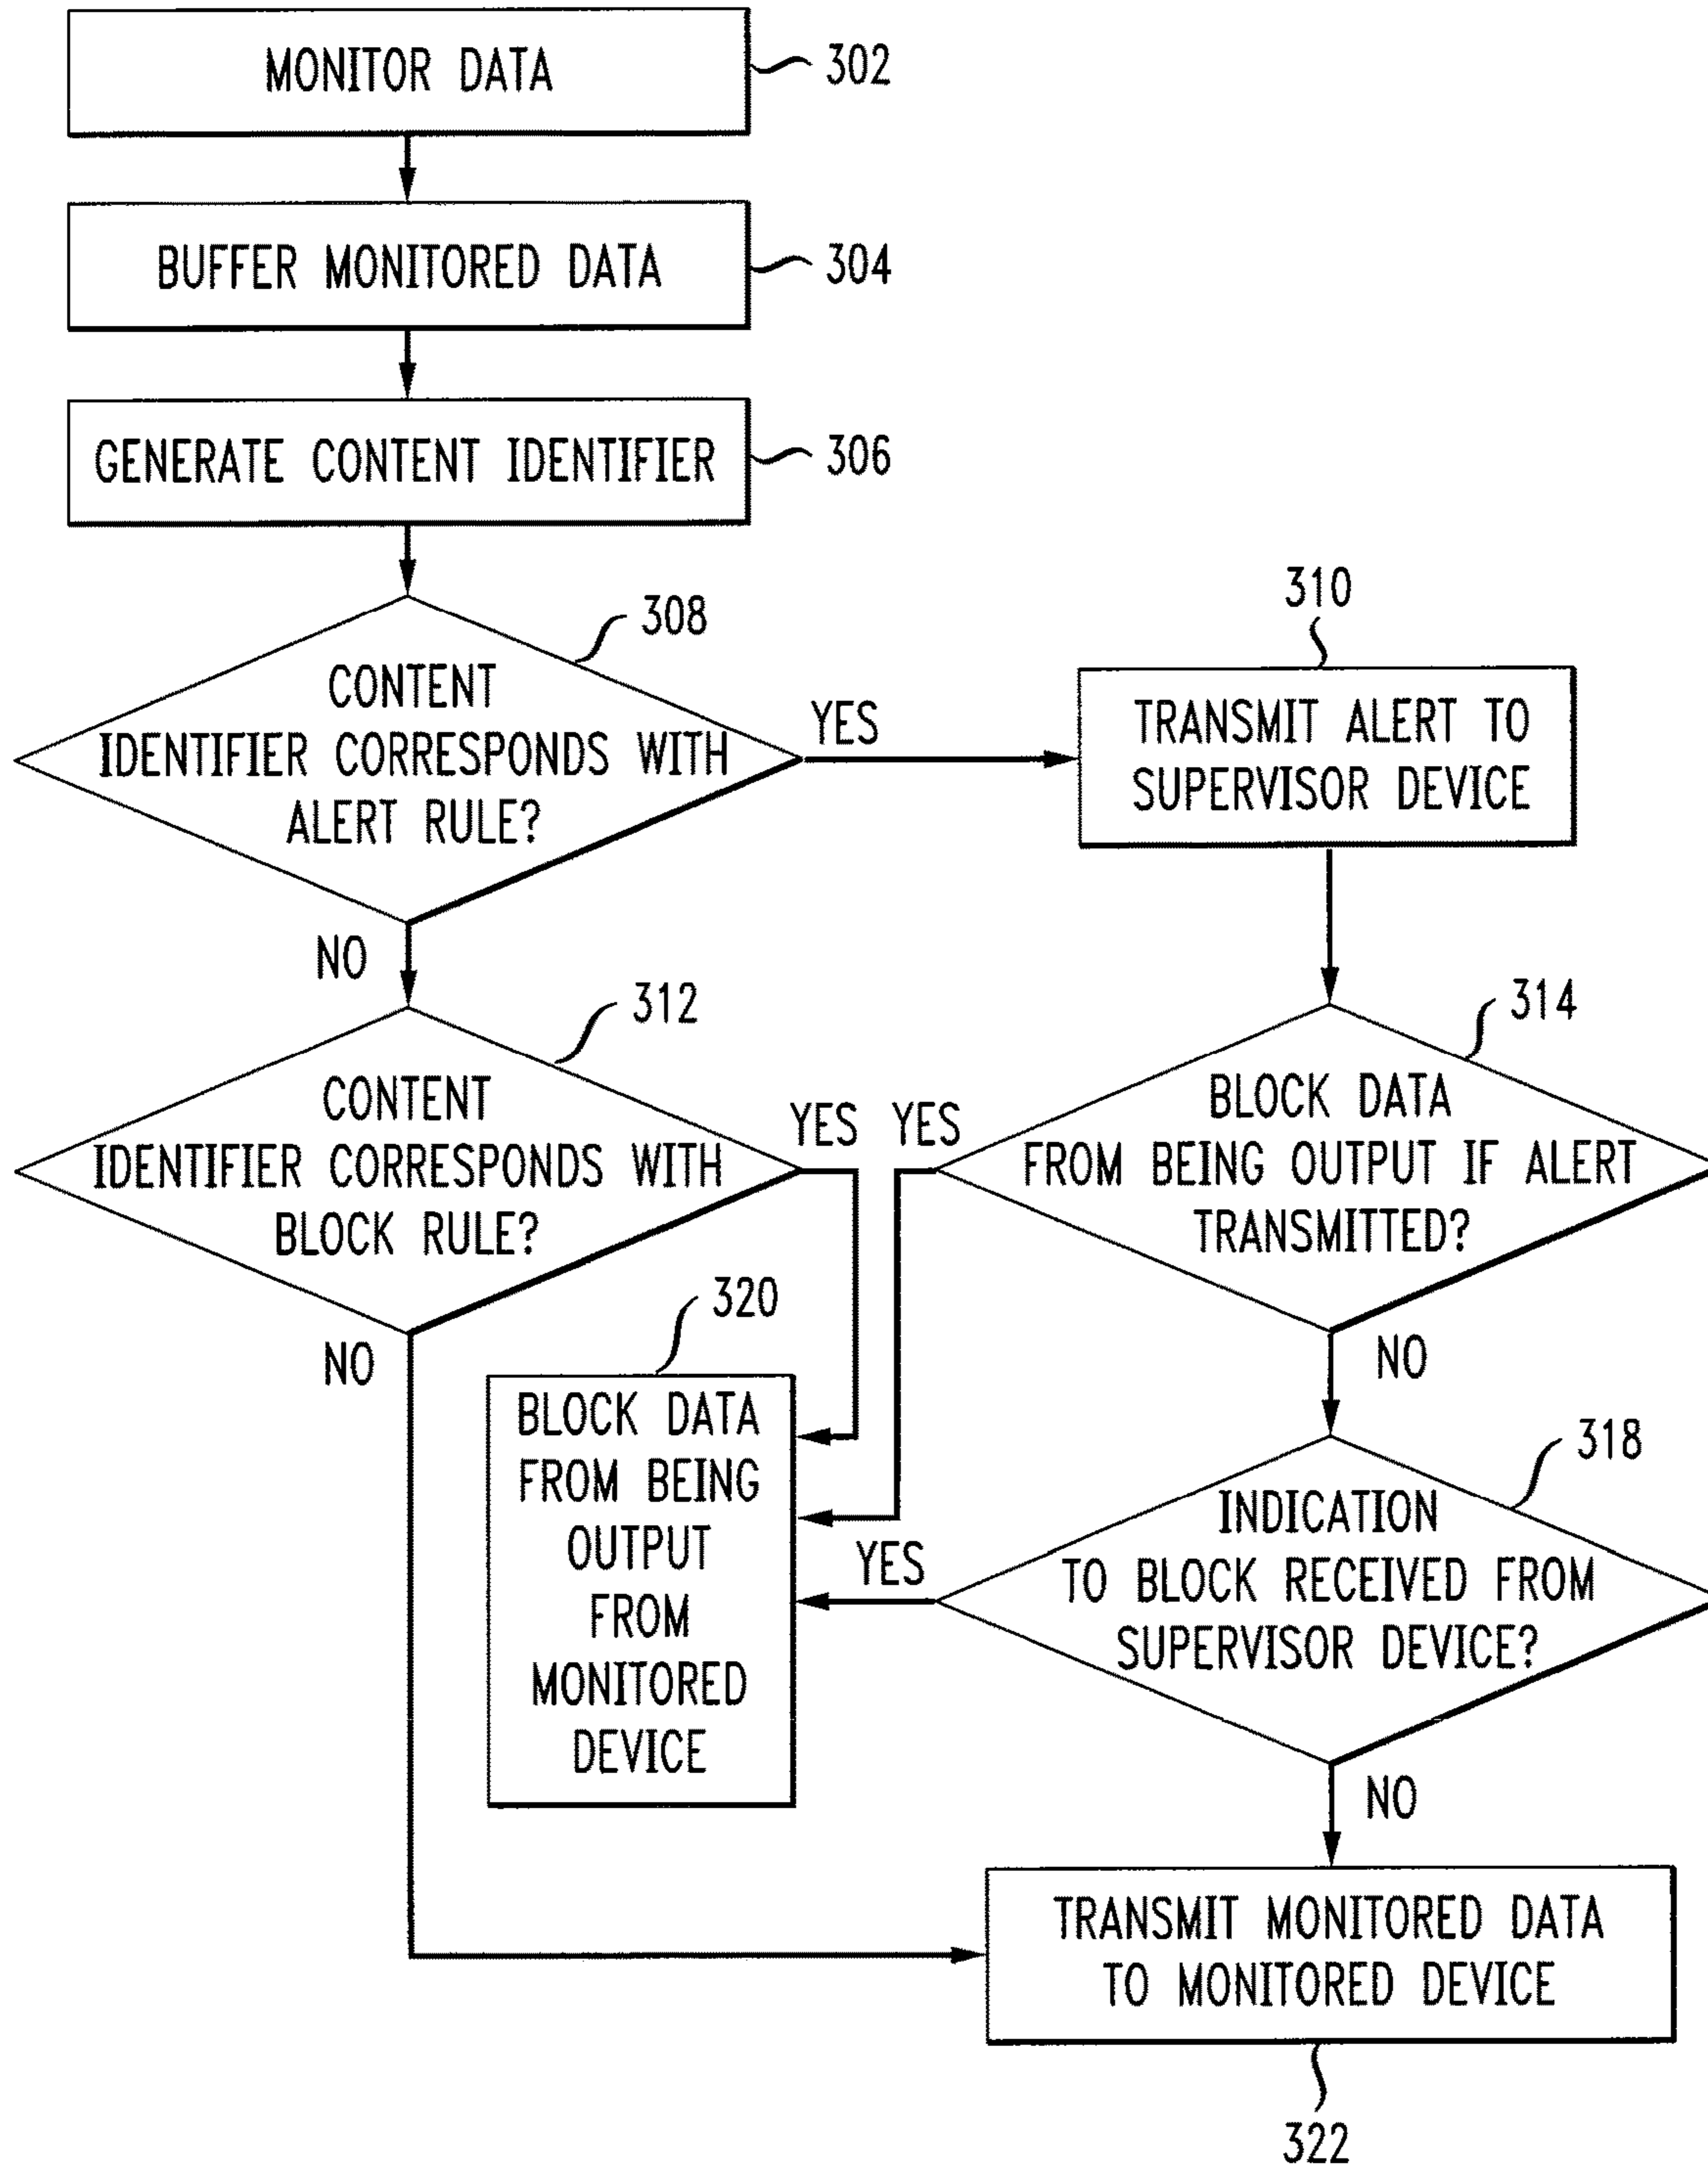 MONITOR DATA
302
BUFFER MONITORED DATA
304
GENERATE CONTENT IDENTIFIER
306
308
CONTENT
IDENTIFIER CORRESPONDS WITH
ALERT RULE?
YES
NO
310
TRANSMIT ALERT TO
SUPERVISOR DEVICE
312
CONTENT
IDENTIFIER CORRESPONDS WITH
BLOCK RULE?
YES
NO
314
BLOCK DATA
FROM BEING OUTPUT IF ALERT
TRANSMITTED?
YES
NO
320
BLOCK DATA
FROM BEING
OUTPUT
FROM
MONITORED
DEVICE
318
INDICATION
TO BLOCK RECEIVED FROM
SUPERVISOR DEVICE?
YES
NO
TRANSMIT MONITORED DATA
TO MONITORED DEVICE
322